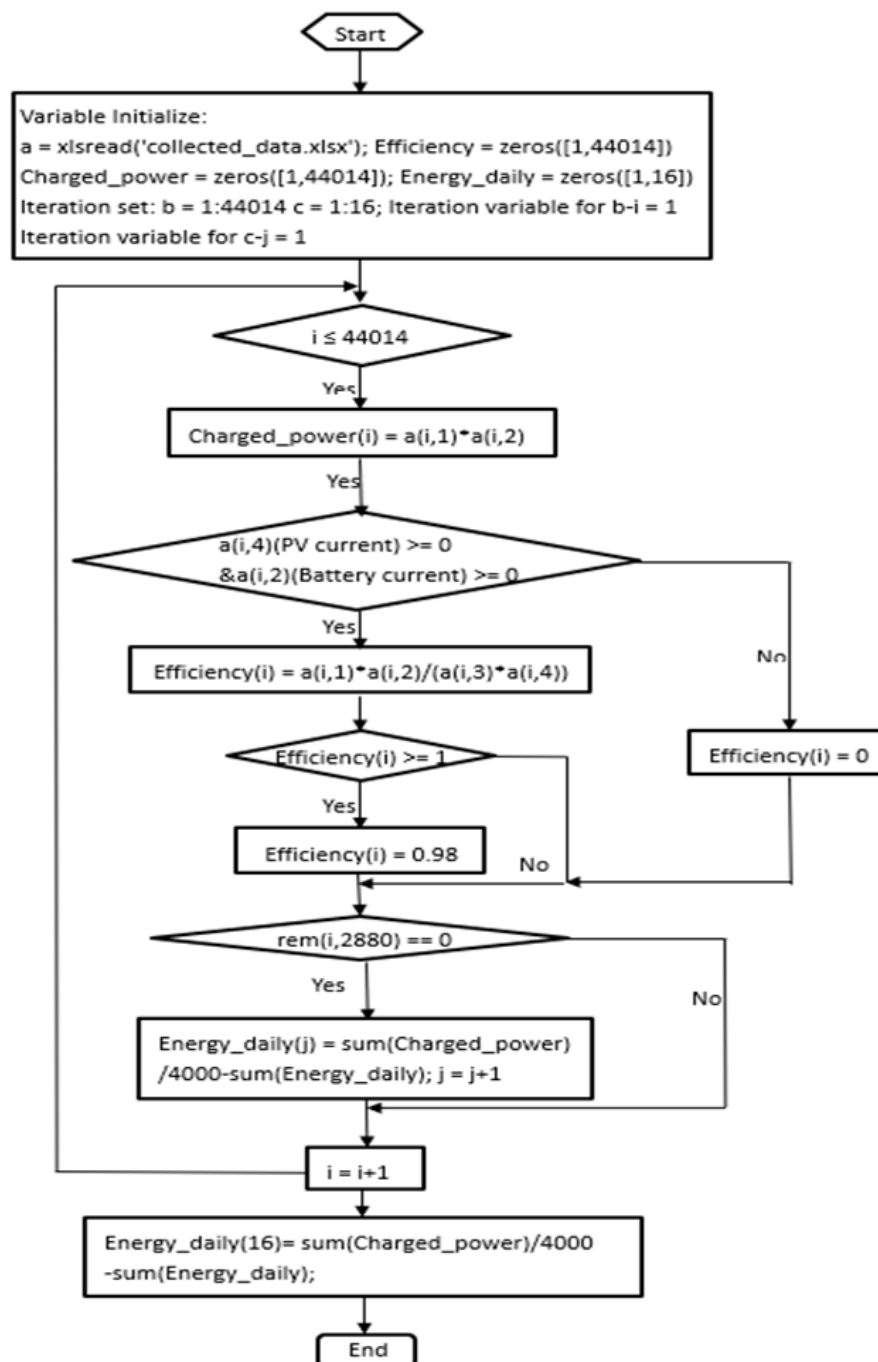 Start
Variable Initialize:
a = xlsread('collected_data.xlsx'); Efficiency = zeros([1,44014])
Charged_power = zeros([1,44014]); Energy_daily = zeros([1,16])
Iteration set: b = 1:44014 c = 1:16; Iteration variable for b-i = 1
Iteration variable for c-j = 1
i ≤ 44014
Yes
Charged_power(i) = a(i,1)*a(i,2)
Yes
a(i,4)(PV current) >= 0
&a(i,2)(Battery current) >= 0
Yes
No
Efficiency(i) = a(i,1)*a(i,2)/(a(i,3)*a(i,4))
Efficiency(i) >= 1
Efficiency(i) = 0
Yes
Efficiency(i) = 0.98
No
rem(i,2880) == 0
Yes
No
Energy_daily(j) = sum(Charged_power)
/4000-sum(Energy_daily); j = j+1
i = i+1
Energy_daily(16)= sum(Charged_power)/4000
-sum(Energy_daily);
End